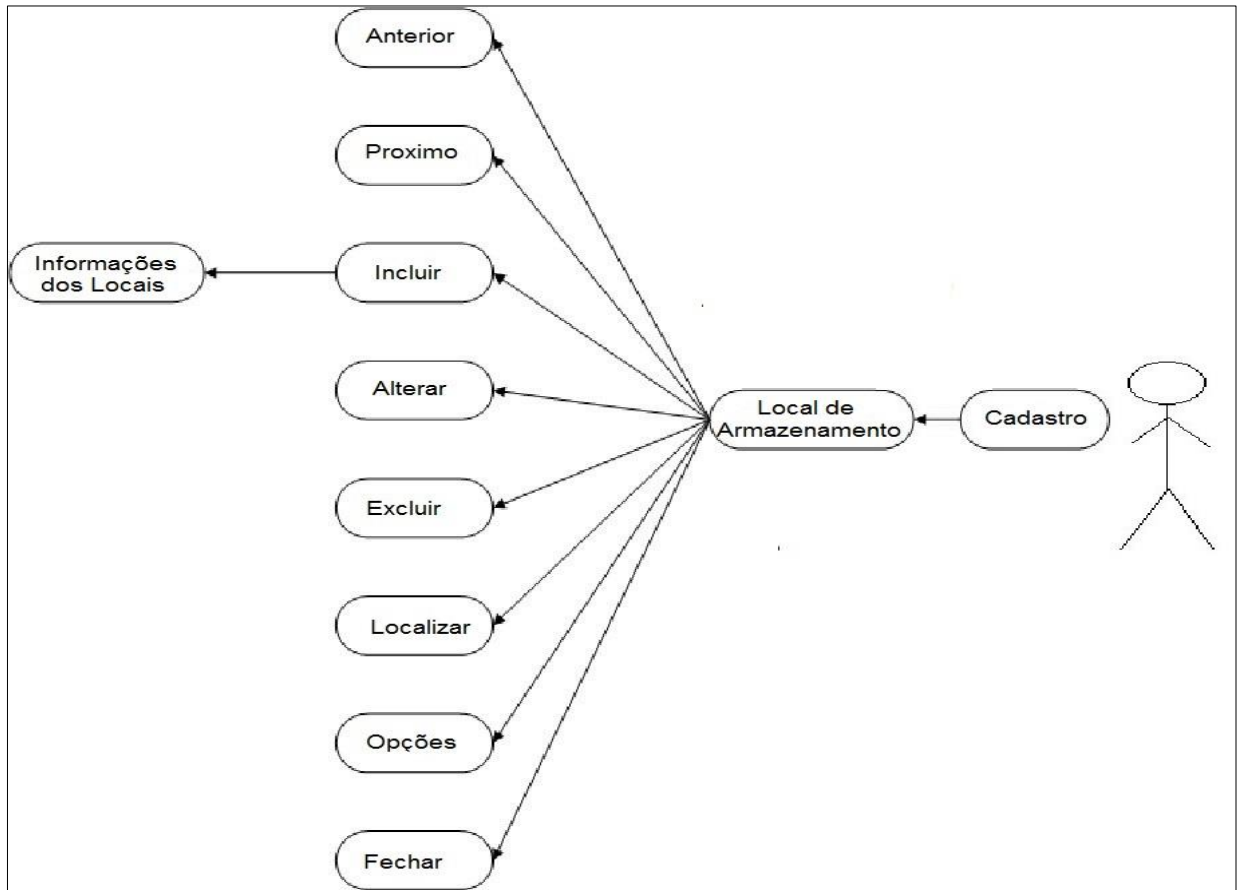 Anterior
Proximo
Informações
dos Locais
Incluir
Alterar
Local de
Armazenamento
Cadastro
Excluir
Localizar
Opções
Fechar